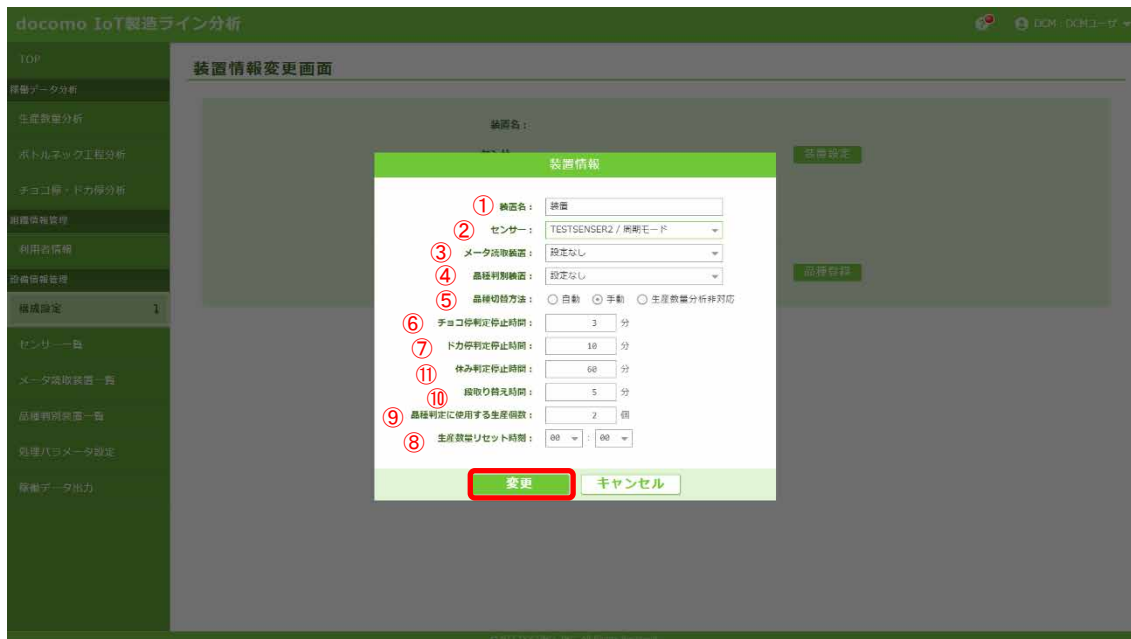 docomo IoT製造ライン分析
DCM : DCMユーザ
TOP
装置情報変更画面
稼働データ分析
生産数量分析
装置名：
ボトルネック工程分析
装置設定
装置情報
チョコ停・ドカ停分析
① 装置名： 装置
組織情報管理
② センサー： TESTSENSER2 / 周期モード
利用者情報
③ メータ読取装置： 設定なし
設備情報管理
④ 品種判別装置： 設定なし
品種登録
⑤ 品種切替方法： 自動 手動 生産数量分析非対応
構成設定 1
⑥ チョコ停判定停止時間： 3 分
センサー一覧
⑦ ドカ停判定停止時間： 10 分
⑪ 休み判定停止時間： 60 分
メータ読取装置一覧
⑩ 段取り替え時間： 5 分
品種判別装置一覧
⑨ 品種判定に使用する生産個数： 2 個
⑧ 生産数量リセット時刻： 00 : 00
処理パラメータ設定
変更 キャンセル
稼働データ出力